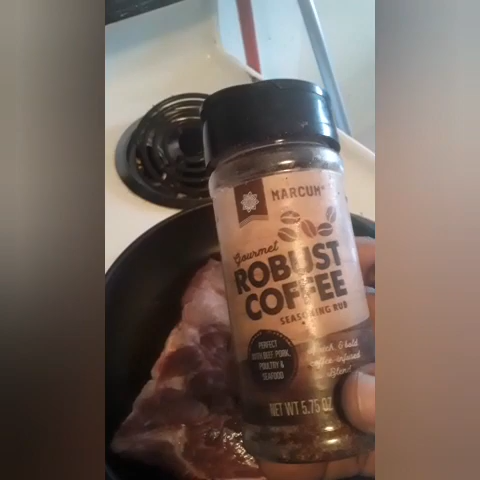 MARCUM
Gourmet
ROBUST
COFFEE
SEASONING RUB
PERFECT
WITH BEEF, PORK,
POULTRY &
SEAFOOD
& bold
coffee-infused
blend
NET WT 5.75 OZ